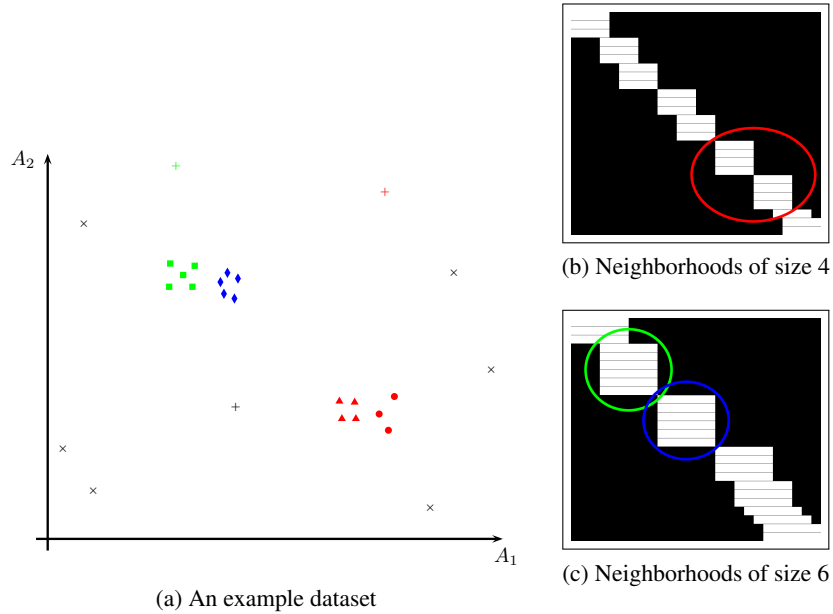 A2
A1
(a) An example dataset
(b) Neighborhoods of size 4
(c) Neighborhoods of size 6